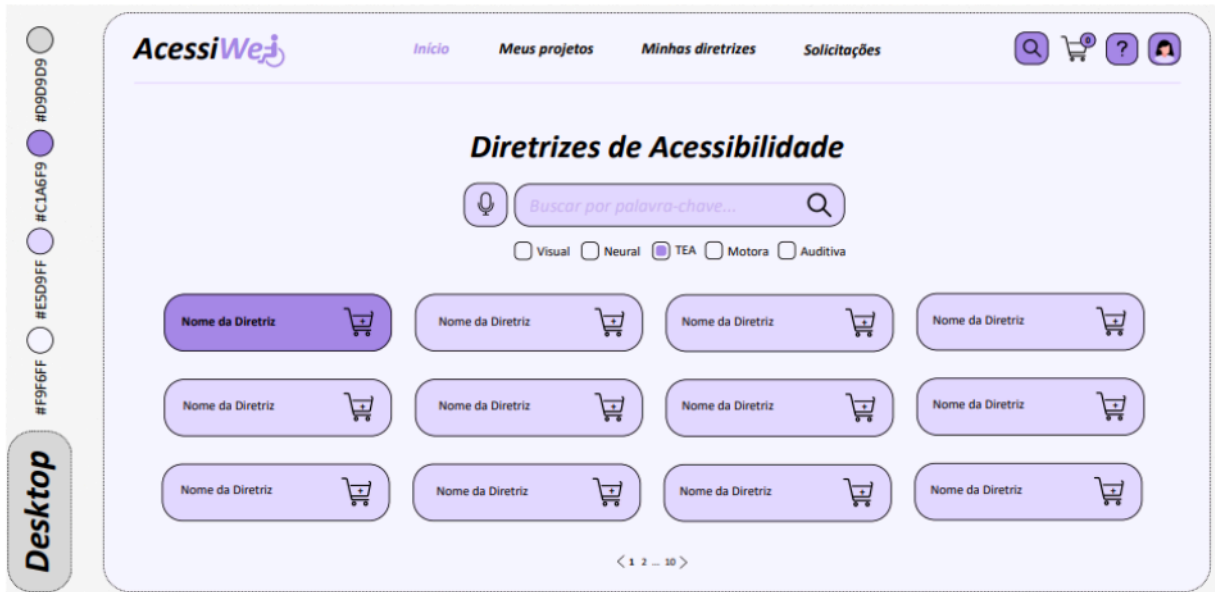 AcessiWeb
Início Meus projetos Minhas diretrizes Solicitações
0 ?
Diretrizes de Acessibilidade
Buscar por palavra-chave...
Visual Neural TEA Motora Auditiva
Nome da Diretriz Nome da Diretriz Nome da Diretriz Nome da Diretriz
Nome da Diretriz Nome da Diretriz Nome da Diretriz Nome da Diretriz
Nome da Diretriz Nome da Diretriz Nome da Diretriz Nome da Diretriz
< 1 2 ... 10 >
Desktop
#F9F6FF #E5D9FF #C1A6F9 #D9D9D9